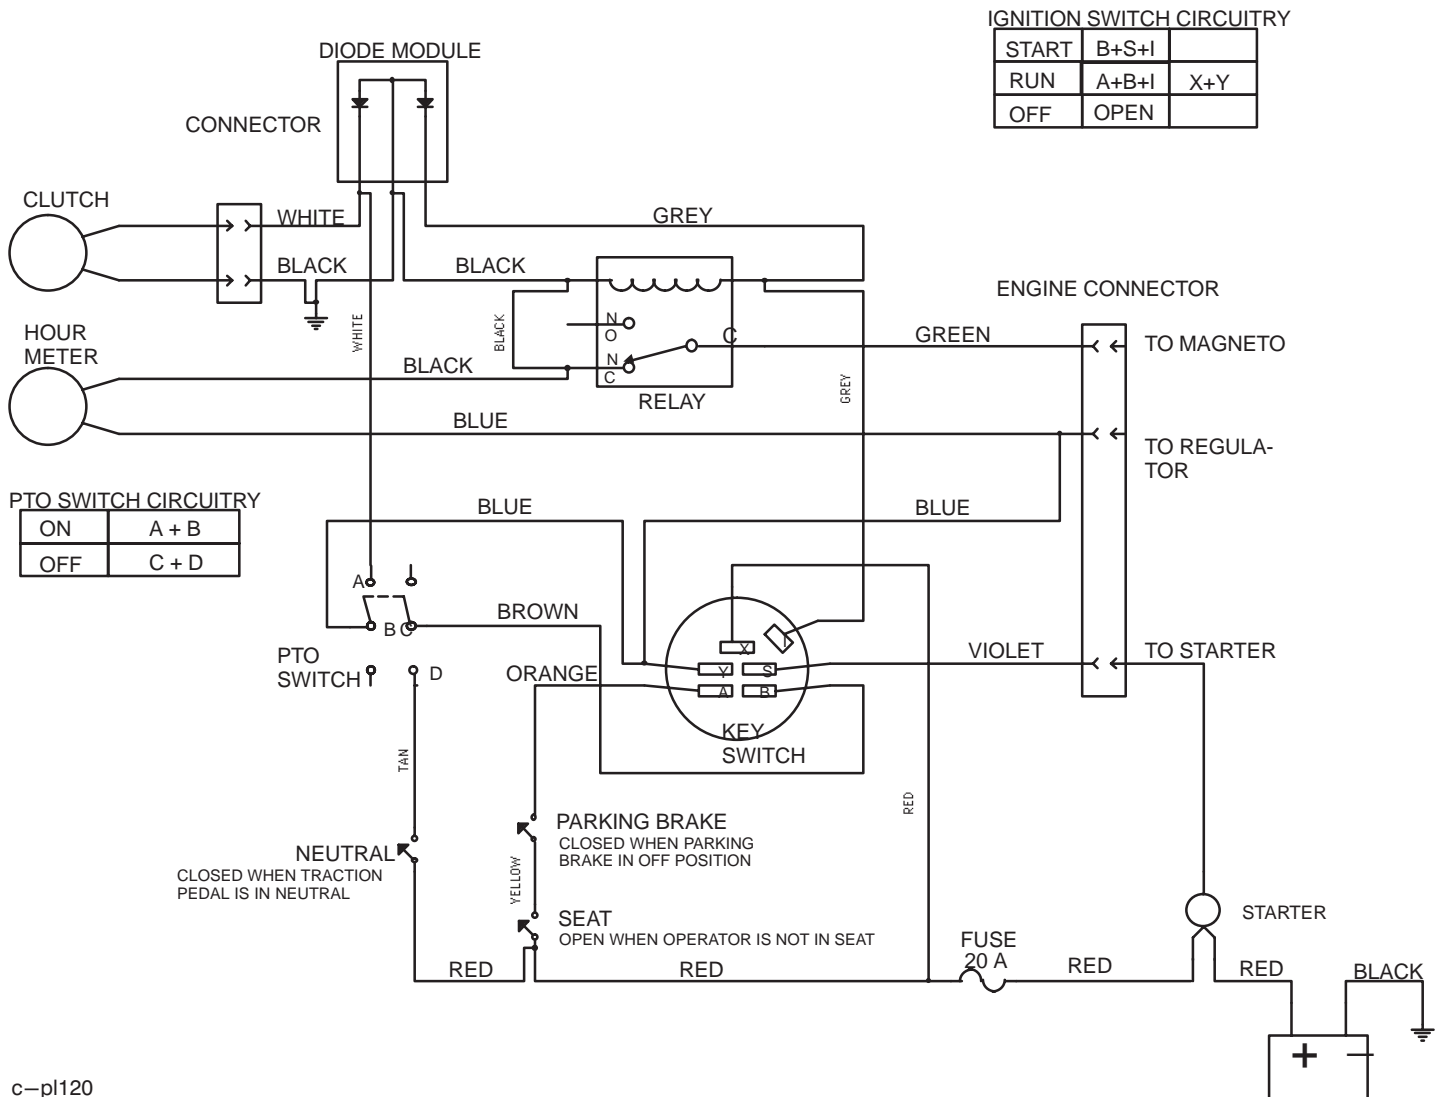 IGNITION SWITCH CIRCUITRY
START B+S+I
RUN A+B+I X+Y
OFF OPEN
DIODE MODULE
CONNECTOR
CLUTCH
WHITE
GREY
BLACK
BLACK
ENGINE CONNECTOR
WHITE
BLACK
N
O
C
GREEN
TO MAGNETO
HOUR
METER
BLACK
N
C
RELAY
GREY
BLUE
TO REGULA-
TOR
PTO SWITCH CIRCUITRY
ON A + B
OFF C + D
BLUE
BLUE
A
B C
BROWN
X
I
PTO
SWITCH
D
ORANGE
Y
S
A
B
VIOLET
TO STARTER
KEY
SWITCH
TAN
RED
PARKING BRAKE
CLOSED WHEN PARKING
BRAKE IN OFF POSITION
NEUTRAL
CLOSED WHEN TRACTION
PEDAL IS IN NEUTRAL
YELLOW
SEAT
OPEN WHEN OPERATOR IS NOT IN SEAT
STARTER
FUSE
20 A
RED
RED
RED
RED
BLACK
+
−
c−pl120